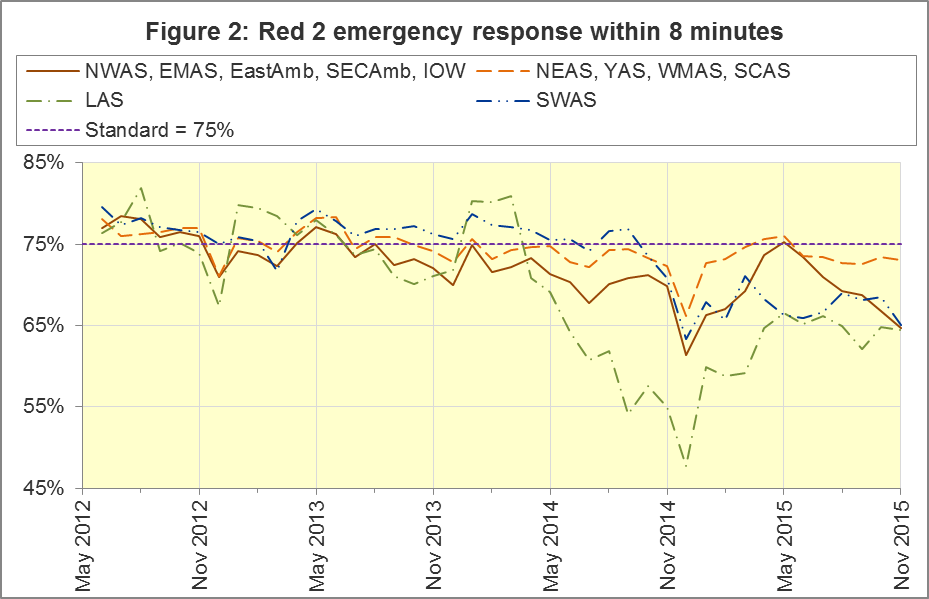 Figure 2: Red 2 emergency response within 8 minutes
NWAS, EMAS, EastAmb, SECAmb, IOW
NEAS, YAS, WMAS, SCAS
LAS
SWAS
Standard = 75%
85%
75%
65%
55%
45%
May 2012
Nov 2012
May 2013
Nov 2013
May 2014
Nov 2014
May 2015
Nov 2015